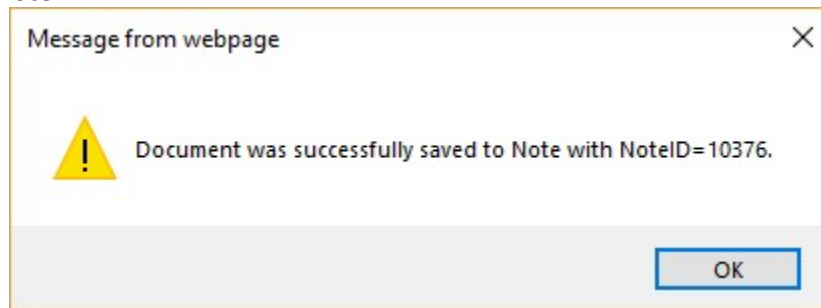 Message from webpage
Document was successfully saved to Note with NoteID=10376.
OK